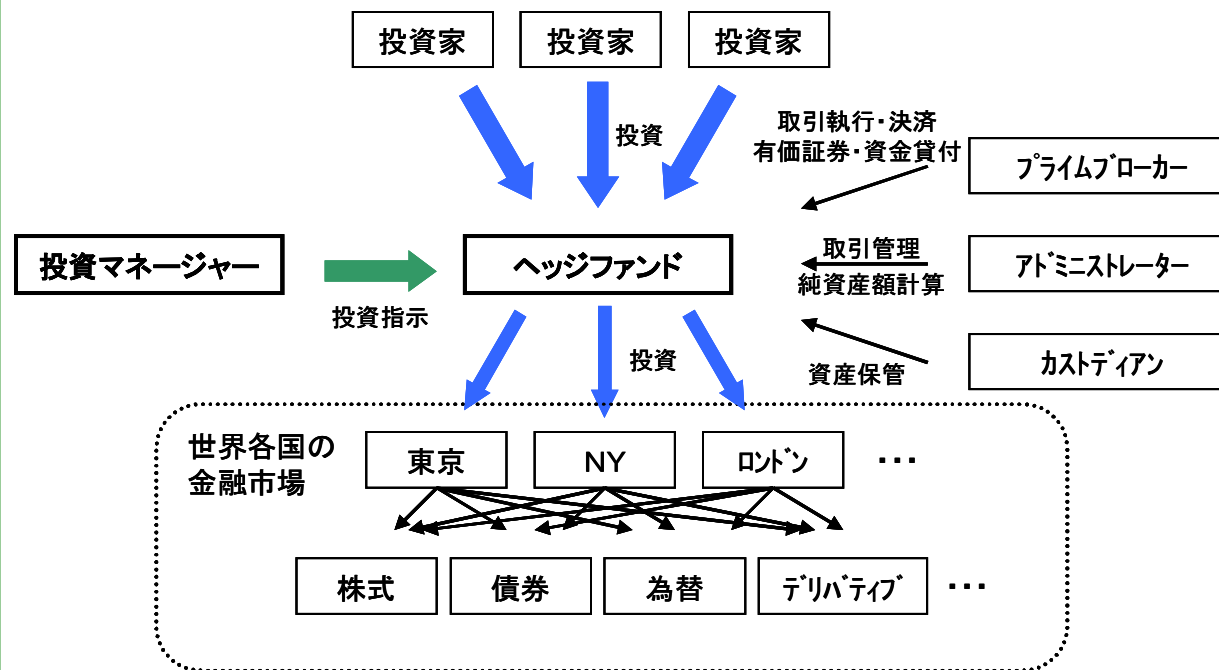 投資家
投資家
投資家
投資
取引執行・決済
有価証券・資金貸付
プライムブローカー
投資マネージャー
投資指示
ヘッジファンド
取引管理
純資産額計算
アドミニストレーター
資産保管
カストディアン
投資
世界各国の
金融市場
東京
NY
ロンドン
・・・
株式
債券
為替
デリバティブ
・・・